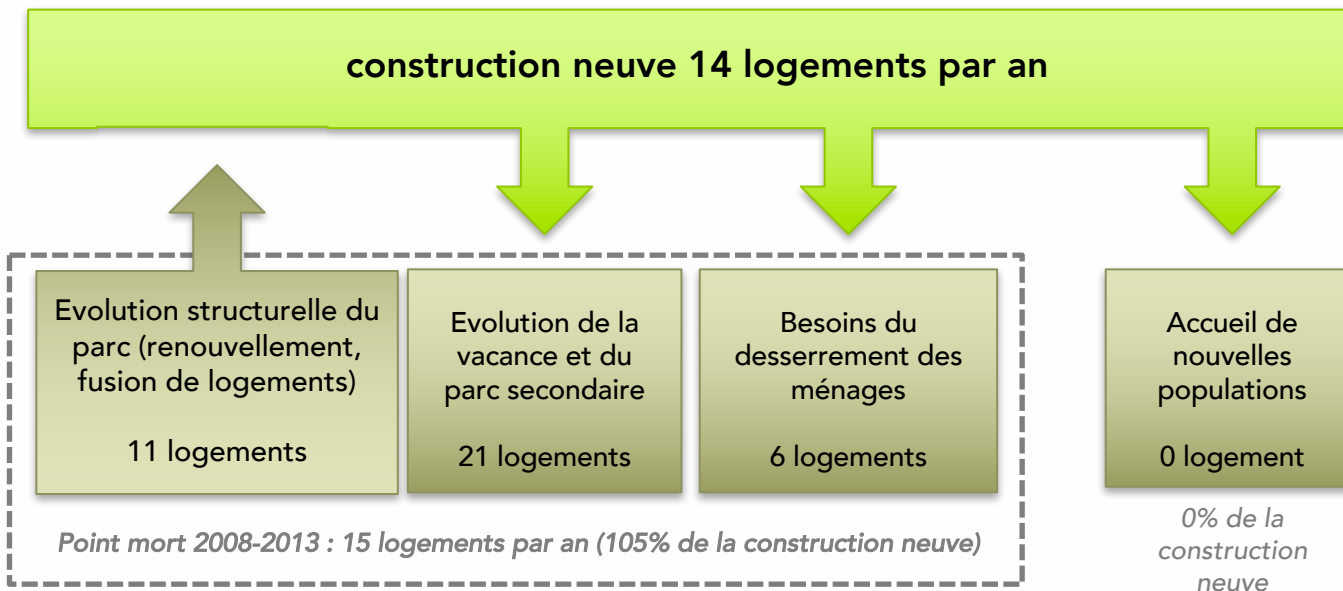 construction neuve 14 logements par an
Evolution structurelle du
parc (renouvellement,
fusion de logements)
11 logements
Evolution de la
vacance et du
parc secondaire
21 logements
Besoins du
desserrement des
ménages
6 logements
Accueil de
nouvelles
populations
0 logement
Point mort 2008-2013 : 15 logements par an (105% de la construction neuve)
0% de la
construction
neuve